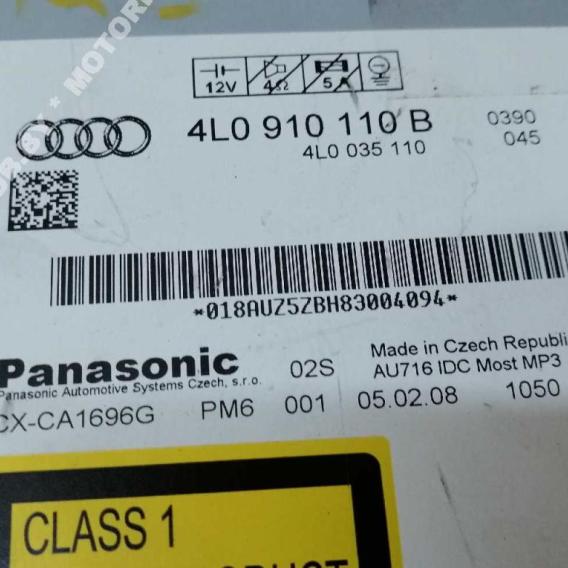 12V 4Ω 5A
4L0 910 110 B 0390
4L0 035 110 045
*018AUZ5ZBH83004094*
Panasonic 02S Made in Czech Republi
Panasonic Automotive Systems Czech, s.r.o. AU716 IDC Most MP3
CX-CA1696G PM6 001 05.02.08 1050
CLASS 1